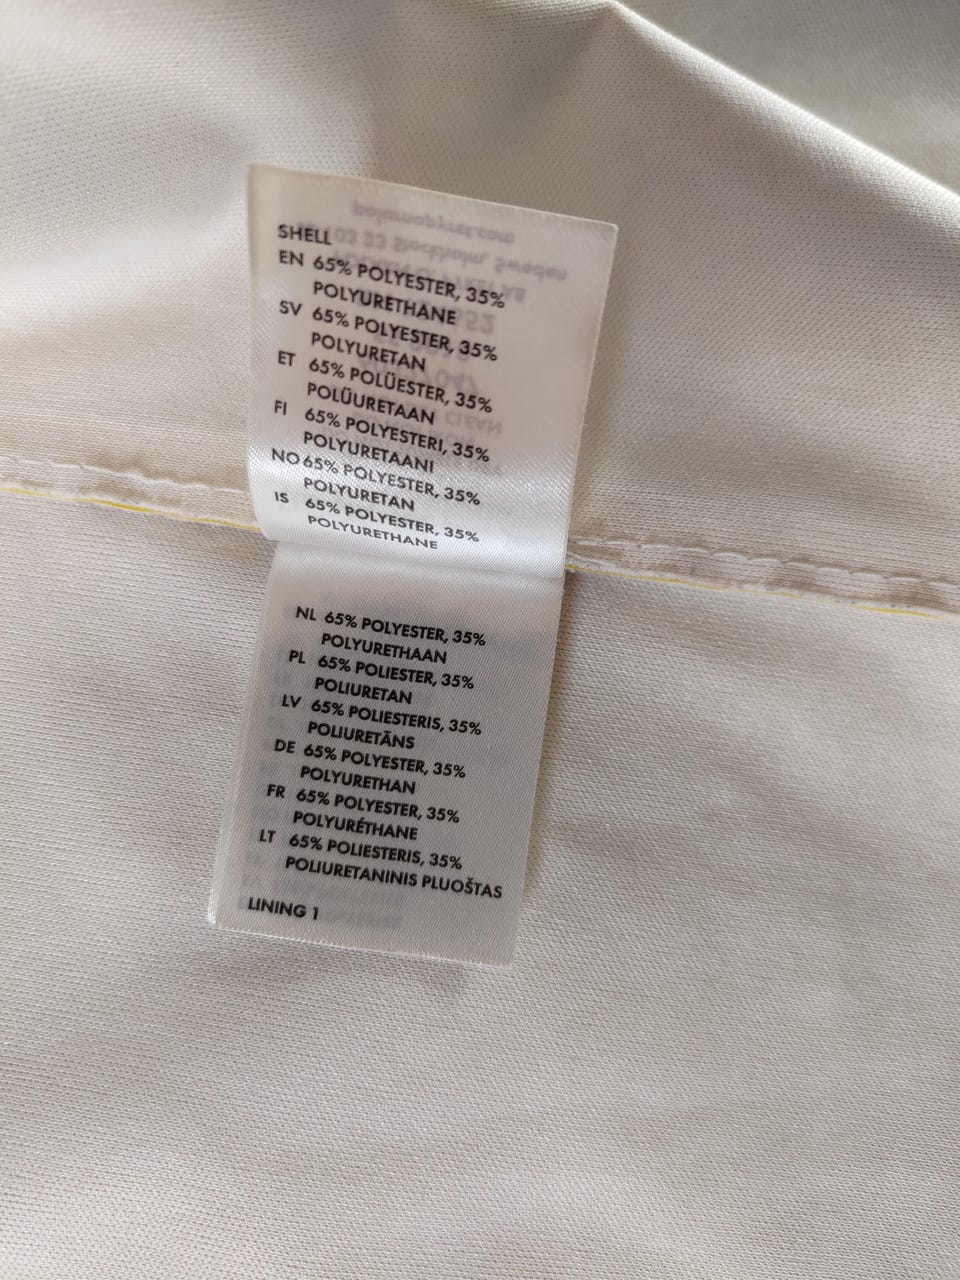 SHELL
EN 65% POLYESTER, 35%
POLYURETHANE
SV 65% POLYESTER, 35%
POLYURETAN
ET 65% POLÜESTER, 35%
POLÜURETAAN
FI 65% POLYESTERI, 35%
POLYURETAANI
NO 65% POLYESTER, 35%
POLYURETAN
IS 65% POLYESTER, 35%
POLYURETHANE
NL 65% POLYESTER, 35%
POLYURETHAAN
PL 65% POLIESTER, 35%
POLIURETAN
LV 65% POLIESTERIS, 35%
POLIURETĀNS
DE 65% POLYESTER, 35%
POLYURETHAN
FR 65% POLYESTER, 35%
POLYURÉTHANE
LT 65% POLIESTERIS, 35%
POLIURETANINIS PLUOŠTAS
LINING 1